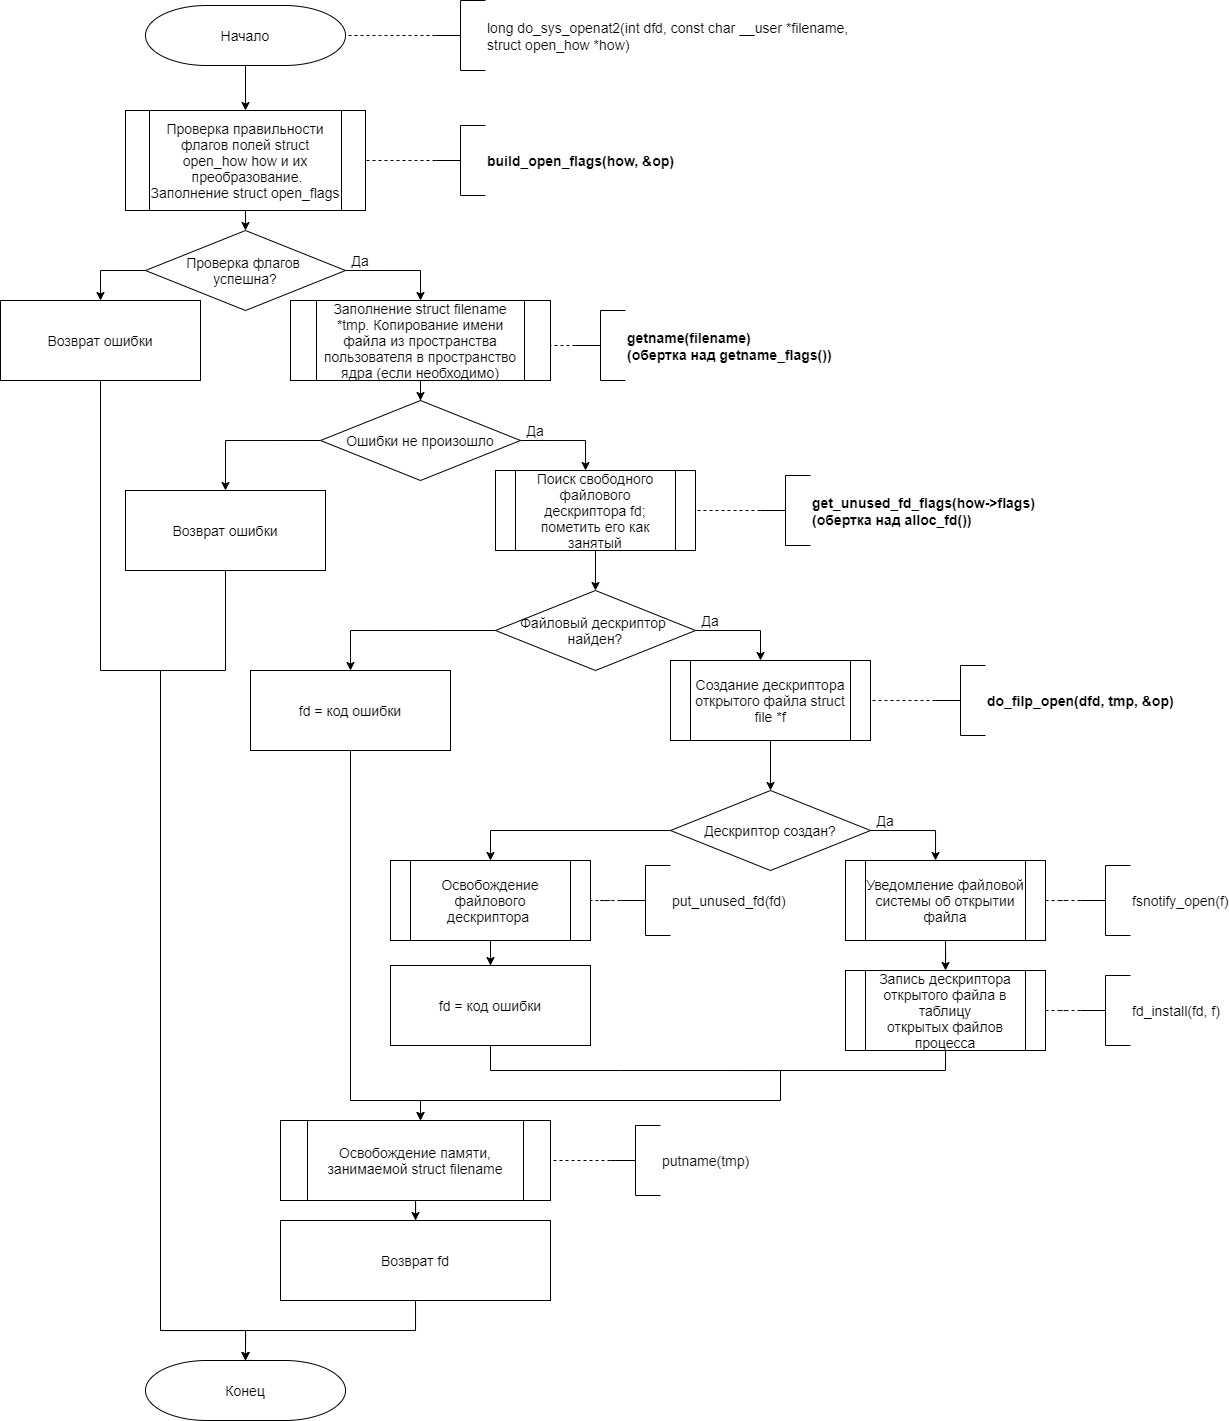 Начало
long do_sys_openat2(int dfd, const char __user *filename,
struct open_how *how)
Проверка правильности
флагов полей struct
open_how how и их
преобразование.
Заполнение struct open_flags
build_open_flags(how, &op)
Проверка флагов
успешна?
Да
Возврат ошибки
Заполнение struct filename
*tmp. Копирование имени
файла из пространства
пользователя в пространство
ядра (если необходимо)
getname(filename)
(обертка над getname_flags())
Ошибки не произошло
Да
Возврат ошибки
Поиск свободного
файлового
дескриптора fd;
пометить его как
занятый
get_unused_fd_flags(how->flags)
(обертка над alloc_fd())
Файловый дескриптор
найден?
Да
fd = код ошибки
Создание дескриптора
открытого файла struct
file *f
do_filp_open(dfd, tmp, &op)
Дескриптор создан?
Да
Освобождение
файлового
дескриптора
put_unused_fd(fd)
Уведомление файловой
системы об открытии
файла
fsnotify_open(f)
fd = код ошибки
Запись дескриптора
открытого файла в
таблицу
открытых файлов
процесса
fd_install(fd, f)
Освобождение памяти,
занимаемой struct filename
putname(tmp)
Возврат fd
Конец